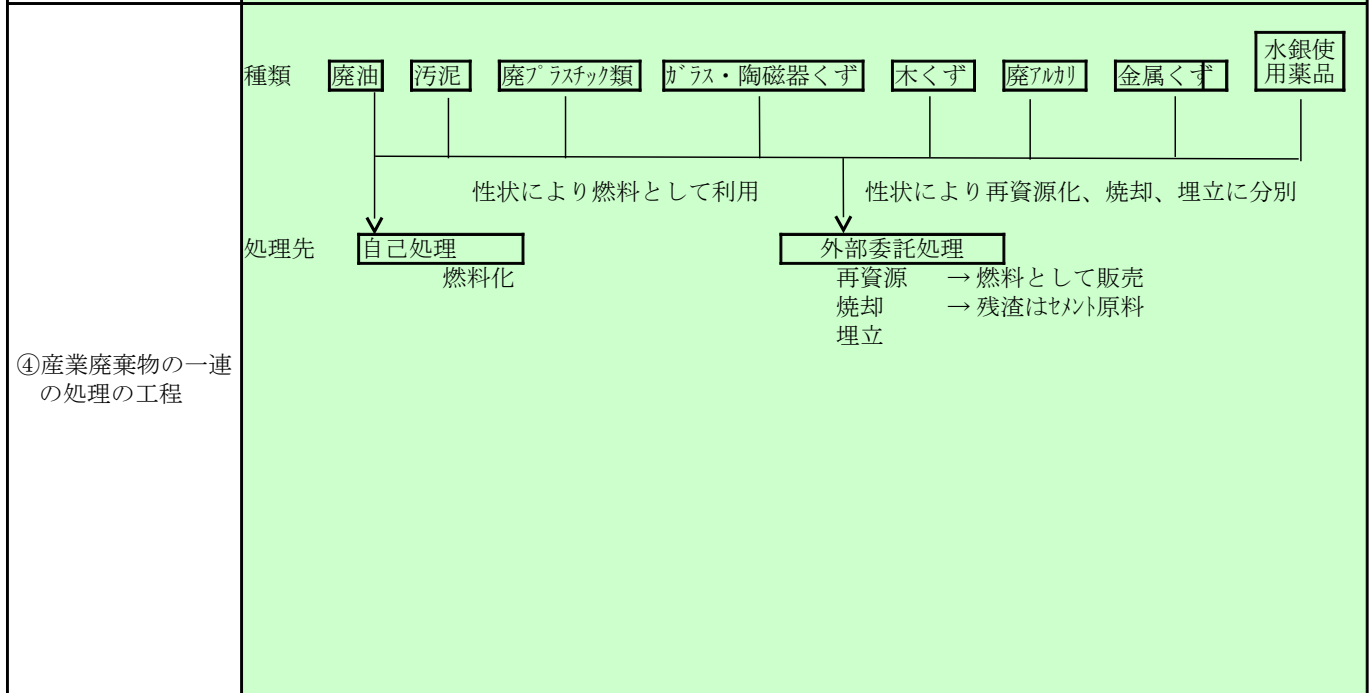 種類 廃油 汚泥 廃ﾌﾟﾗｽﾁｯｸ類 ｶﾞﾗｽ・陶磁器くず 木くず 廃ｱﾙｶﾘ 金属くず 水銀使
用薬品
性状により燃料として利用 性状により再資源化、焼却、埋立に分別
処理先 自己処理 外部委託処理
燃料化 再資源 →燃料として販売
焼却 →残渣はｾﾒﾝﾄ原料
埋立
④産業廃棄物の一連
の処理の工程